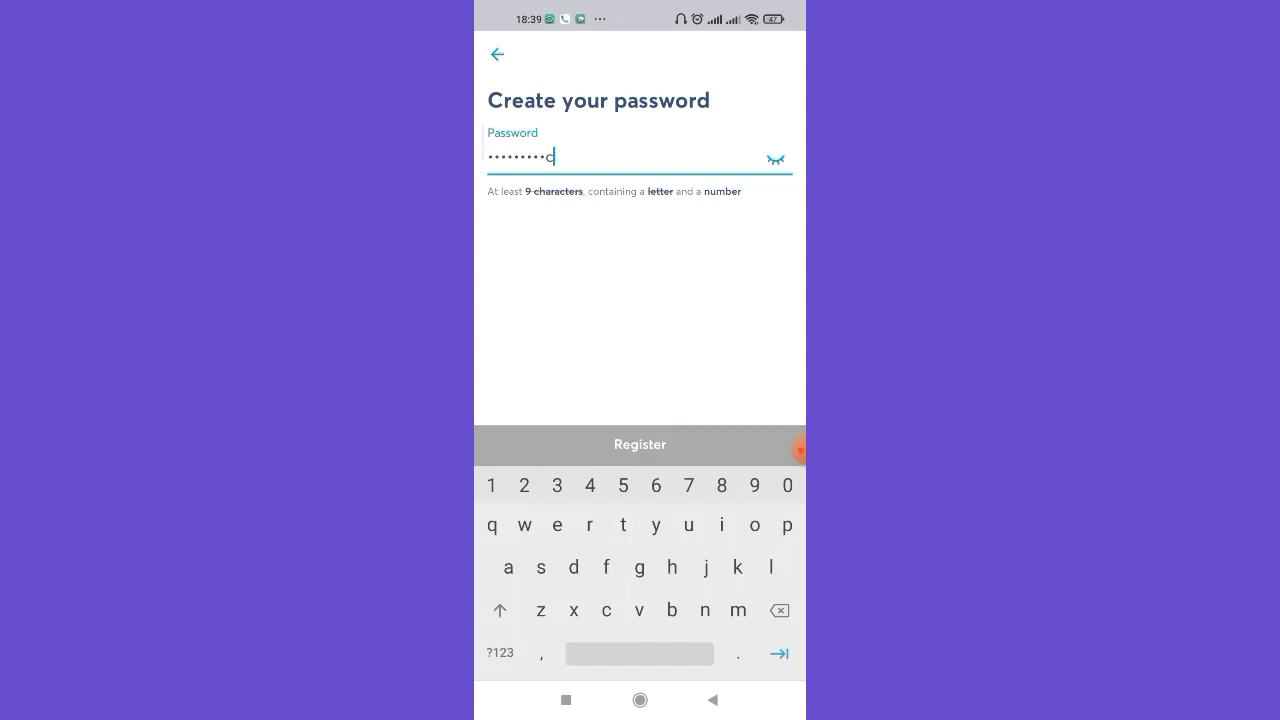 18:39 ... 47
Create your password
Password
•••••••••c
At least 9 characters, containing a letter and a number
Register
1 2 3 4 5 6 7 8 9 0
q w e r t y u i o p
a s d f g h j k l
z x c v b n m
?123 , .